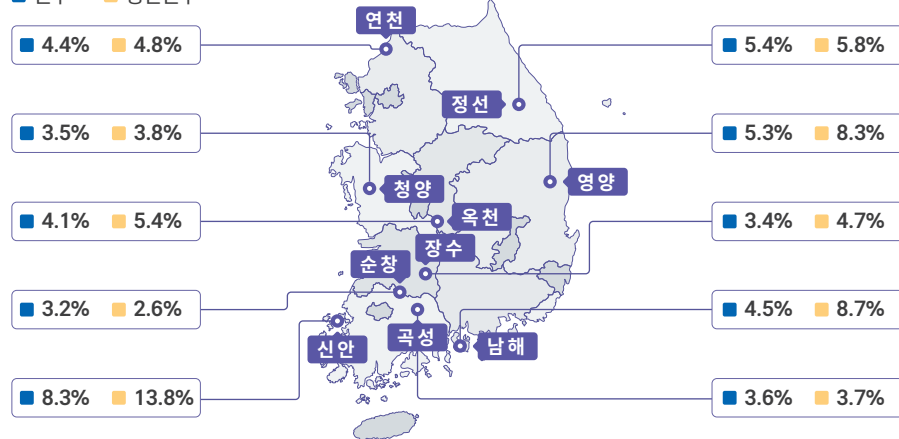 연천
4.4% 4.8%
5.4% 5.8%
정선
3.5% 3.8%
5.3% 8.3%
청양
영양
4.1% 5.4%
옥천
3.4% 4.7%
장수
순창
3.2% 2.6%
4.5% 8.7%
신안
곡성
남해
8.3% 13.8%
3.6% 3.7%